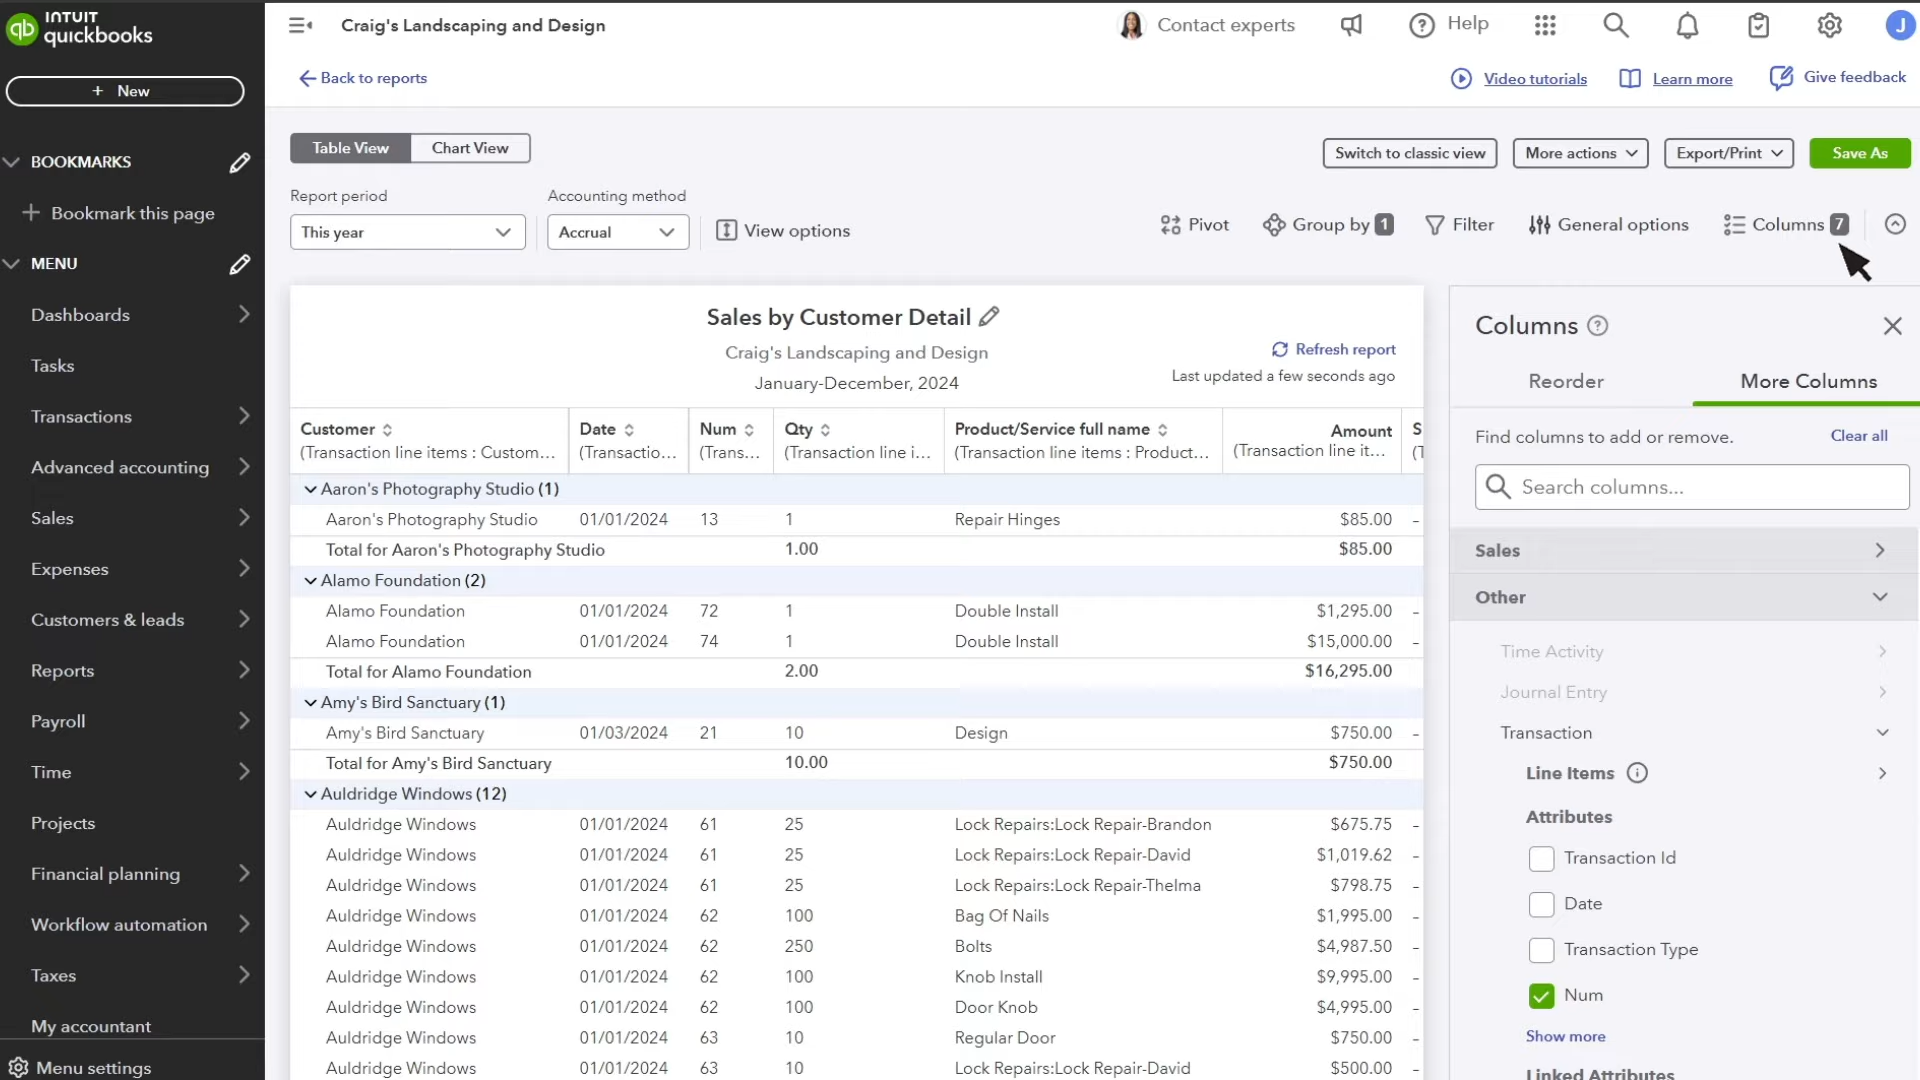 INTUIT
quickbooks
Craig's Landscaping and Design
Contact experts
Help
J
+ New
Back to reports
Video tutorials
Learn more
Give feedback
BOOKMARKS
Bookmark this page
MENU
Dashboards
Tasks
Transactions
Advanced accounting
Sales
Expenses
Customers & leads
Reports
Payroll
Time
Projects
Financial planning
Workflow automation
Taxes
My accountant
Menu settings
Table View
Chart View
Switch to classic view
More actions
Export/Print
Save As
Report period
This year
Accounting method
Accrual
View options
Pivot
Group by 1
Filter
General options
Columns 7
Sales by Customer Detail
Craig's Landscaping and Design
January-December, 2024
Refresh report
Last updated a few seconds ago
Customer Date Num Qty Product/Service full name Amount S
(Transaction line items : Custom... (Transactio... (Trans... (Transaction line i... (Transaction line items : Product... (Transaction line it... (T
Aaron's Photography Studio (1)
Aaron's Photography Studio 01/01/2024 13 1 Repair Hinges $85.00 –
Total for Aaron's Photography Studio 1.00 $85.00
Alamo Foundation (2)
Alamo Foundation 01/01/2024 72 1 Double Install $1,295.00 –
Alamo Foundation 01/01/2024 74 1 Double Install $15,000.00 –
Total for Alamo Foundation 2.00 $16,295.00
Amy's Bird Sanctuary (1)
Amy's Bird Sanctuary 01/03/2024 21 10 Design $750.00 –
Total for Amy's Bird Sanctuary 10.00 $750.00
Auldridge Windows (12)
Auldridge Windows 01/01/2024 61 25 Lock Repairs:Lock Repair-Brandon $675.75 –
Auldridge Windows 01/01/2024 61 25 Lock Repairs:Lock Repair-David $1,019.62 –
Auldridge Windows 01/01/2024 61 25 Lock Repairs:Lock Repair-Thelma $798.75 –
Auldridge Windows 01/01/2024 62 100 Bag Of Nails $1,995.00 –
Auldridge Windows 01/01/2024 62 250 Bolts $4,987.50 –
Auldridge Windows 01/01/2024 62 100 Knob Install $9,995.00 –
Auldridge Windows 01/01/2024 62 100 Door Knob $4,995.00 –
Auldridge Windows 01/01/2024 63 10 Regular Door $750.00 –
Auldridge Windows 01/01/2024 63 10 Lock Repairs:Lock Repair-David $500.00 –
Columns
Reorder
More Columns
Find columns to add or remove.
Clear all
Search columns...
Sales
Other
Time Activity
Journal Entry
Transaction
Line Items
Attributes
Transaction Id
Date
Transaction Type
Num
Show more
Linked Attributes